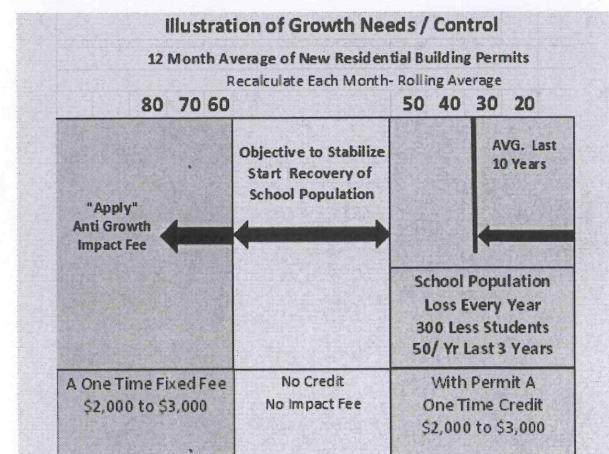 Illustration of Growth Needs / Control
12 Month Average of New Residential Building Permits
Recalculate Each Month- Rolling Average
80 70 60
50 40 30 20
"Apply"
Anti Growth
Impact Fee
Objective to Stabilize
Start Recovery of
School Population
AVG. Last
10 Years
School Population
Loss Every Year
300 Less Students
50/ Yr Last 3 Years
A One Time Fixed Fee
$2,000 to $3,000
No Credit
No Impact Fee
With Permit A
One Time Credit
$2,000 to $3,000